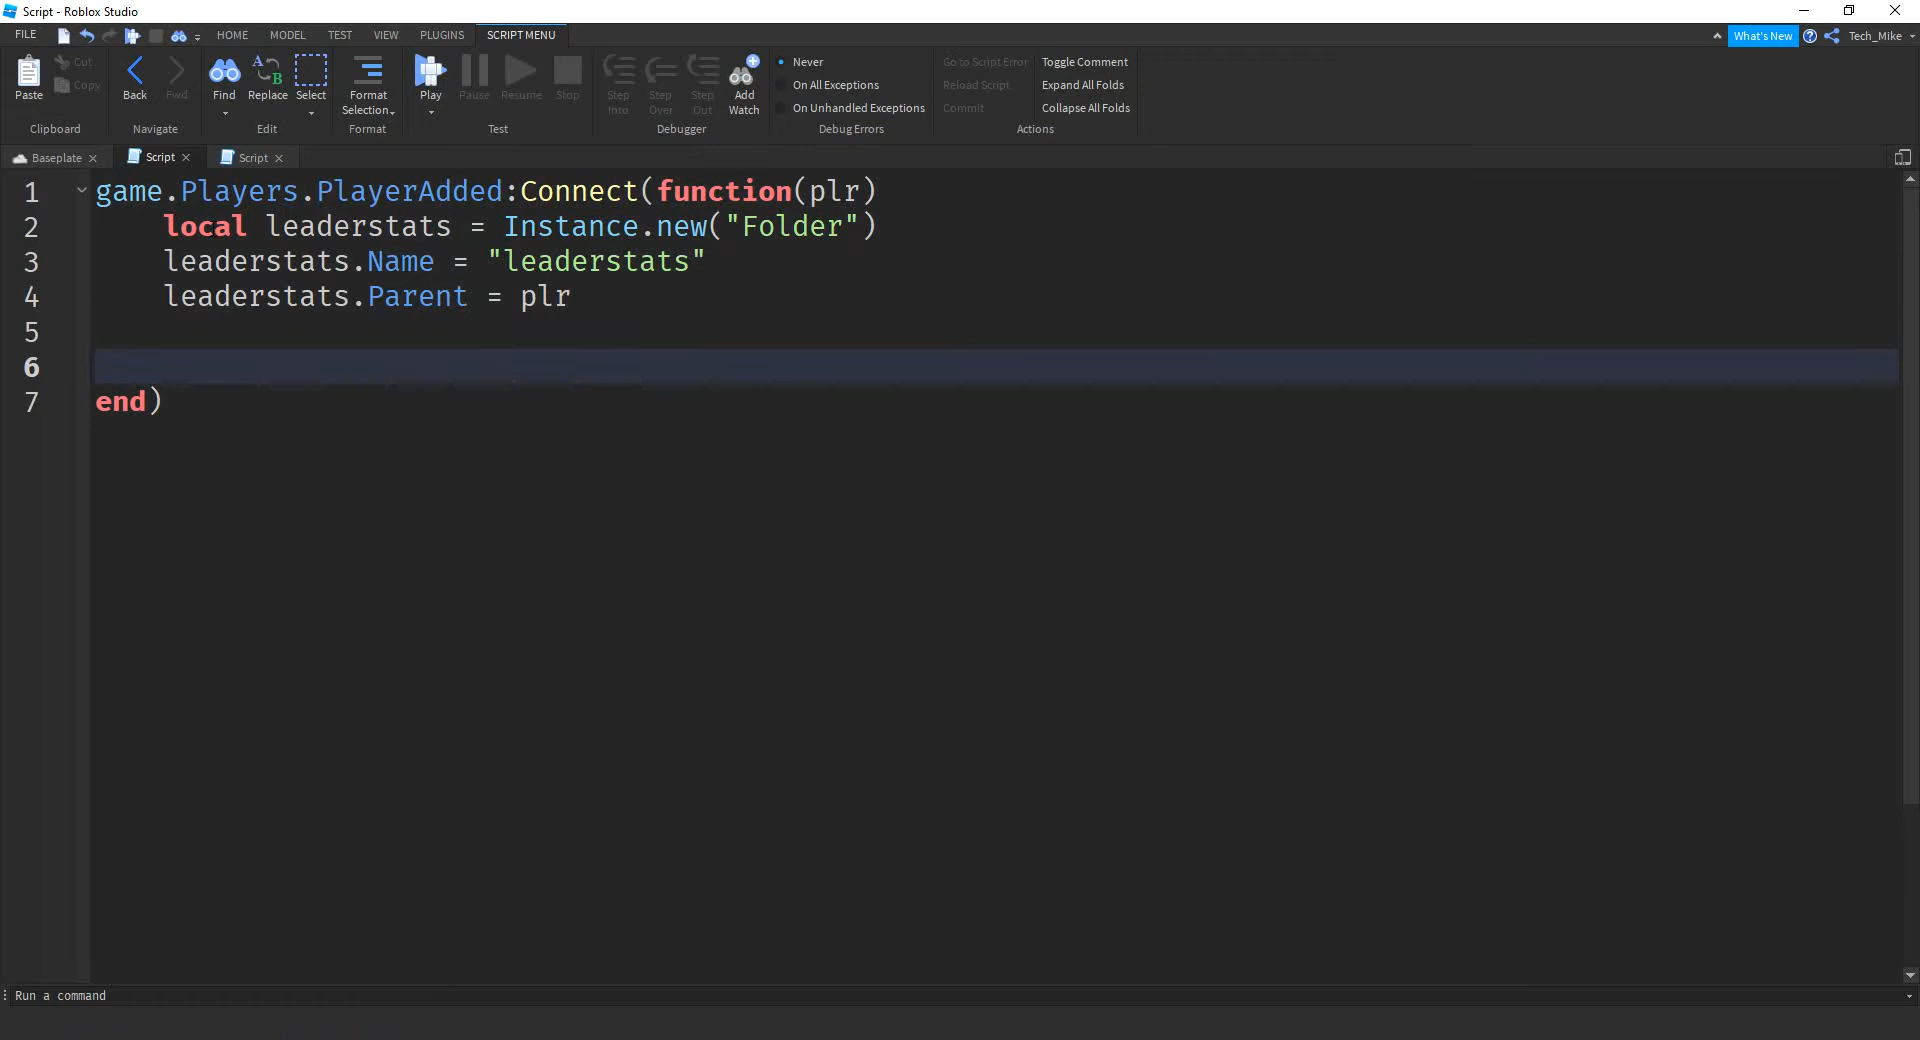 Script - Roblox Studio
FILE HOME MODEL TEST VIEW PLUGINS SCRIPT MENU What's New Tech_Mike
Paste Cut Copy Back Fwd Find Replace Select Format Selection Play Pause Resume Stop Step Into Step Over Step Out Add Watch
Never
On All Exceptions
On Unhandled Exceptions
Go to Script Error
Reload Script
Commit
Toggle Comment
Expand All Folds
Collapse All Folds
Clipboard Navigate Edit Format Test Debugger Debug Errors Actions
Baseplate Script Script
1 game.Players.PlayerAdded:Connect(function(plr)
2 local leaderstats = Instance.new("Folder")
3 leaderstats.Name = "leaderstats"
4 leaderstats.Parent = plr
5
6
7 end)
Run a command